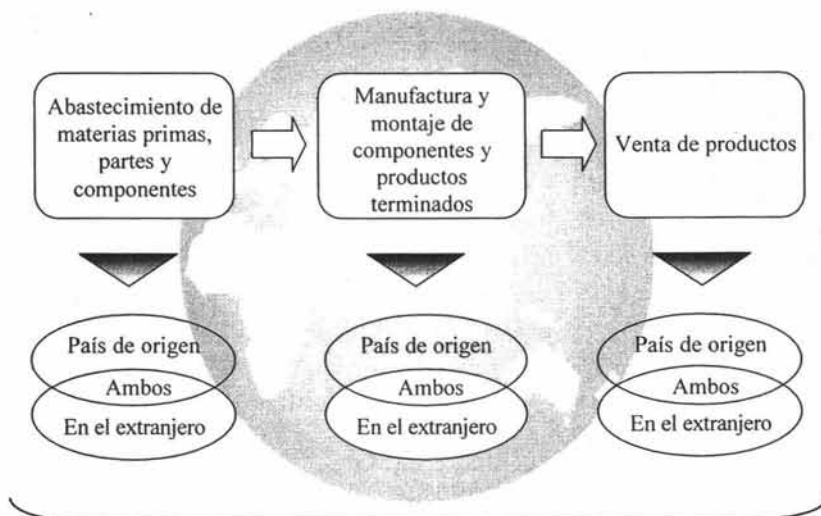 Abastecimiento de
materias primas,
partes y
componentes
Manufactura y
montaje de
componentes y
productos
terminados
Venta de productos
País de origen
Ambos
En el extranjero
País de origen
Ambos
En el extranjero
País de origen
Ambos
En el extranjero